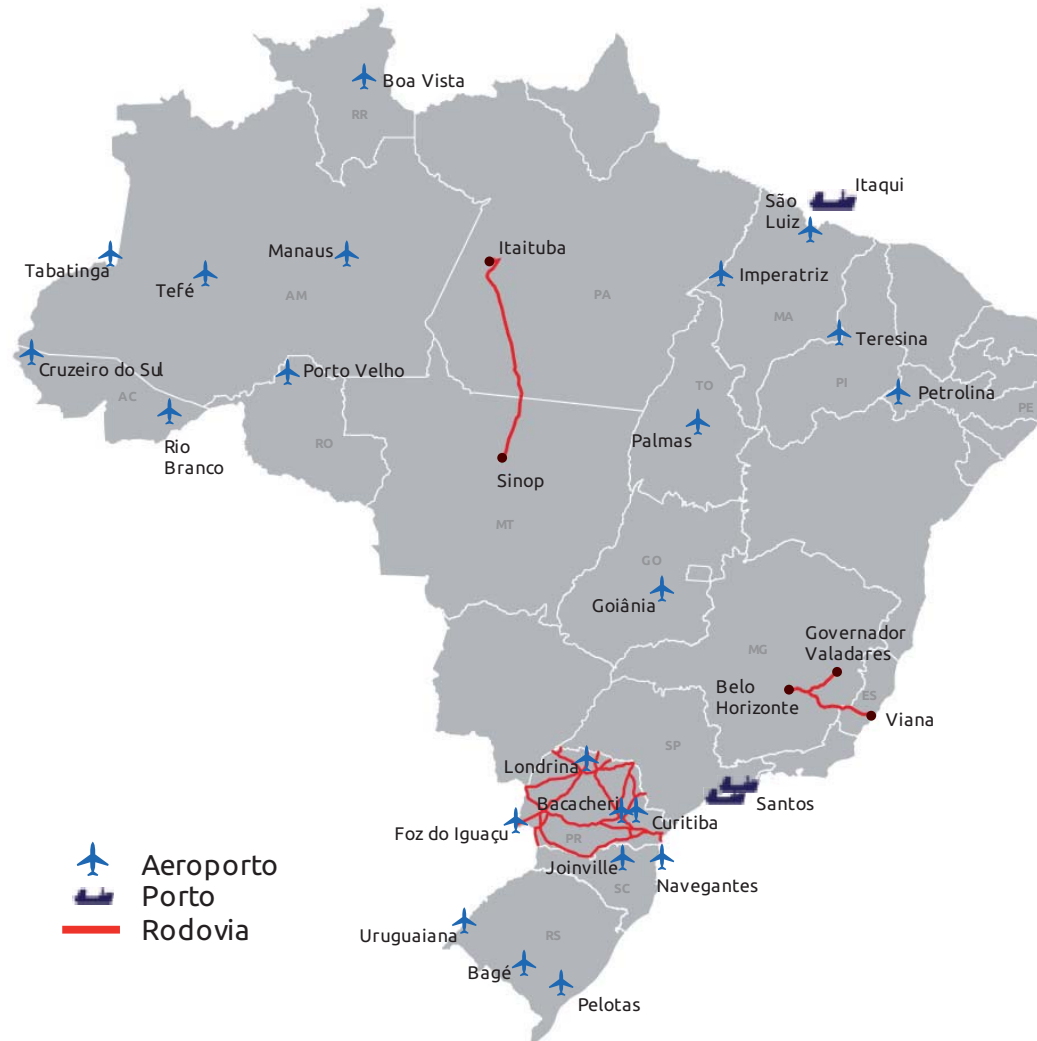 Boa Vista
RR
Itaqui
São
Luiz
Manaus
Itaituba
Tabatinga
Tefé
Imperatriz
AM
PA
MA
Teresina
Cruzeiro do Sul
Porto Velho
AC
TO
PI
Petrolina
PE
Rio
Branco
RO
Palmas
Sinop
MT
GO
Goiânia
Governador
Valadares
MG
Belo
Horizonte
ES
Viana
SP
Londrina
Bacacheri
Santos
Foz do Iguaçu
Curitiba
PR
Joinville
Navegantes
SC
Aeroporto
Porto
Rodovia
Uruguaiana
RS
Bagé
Pelotas